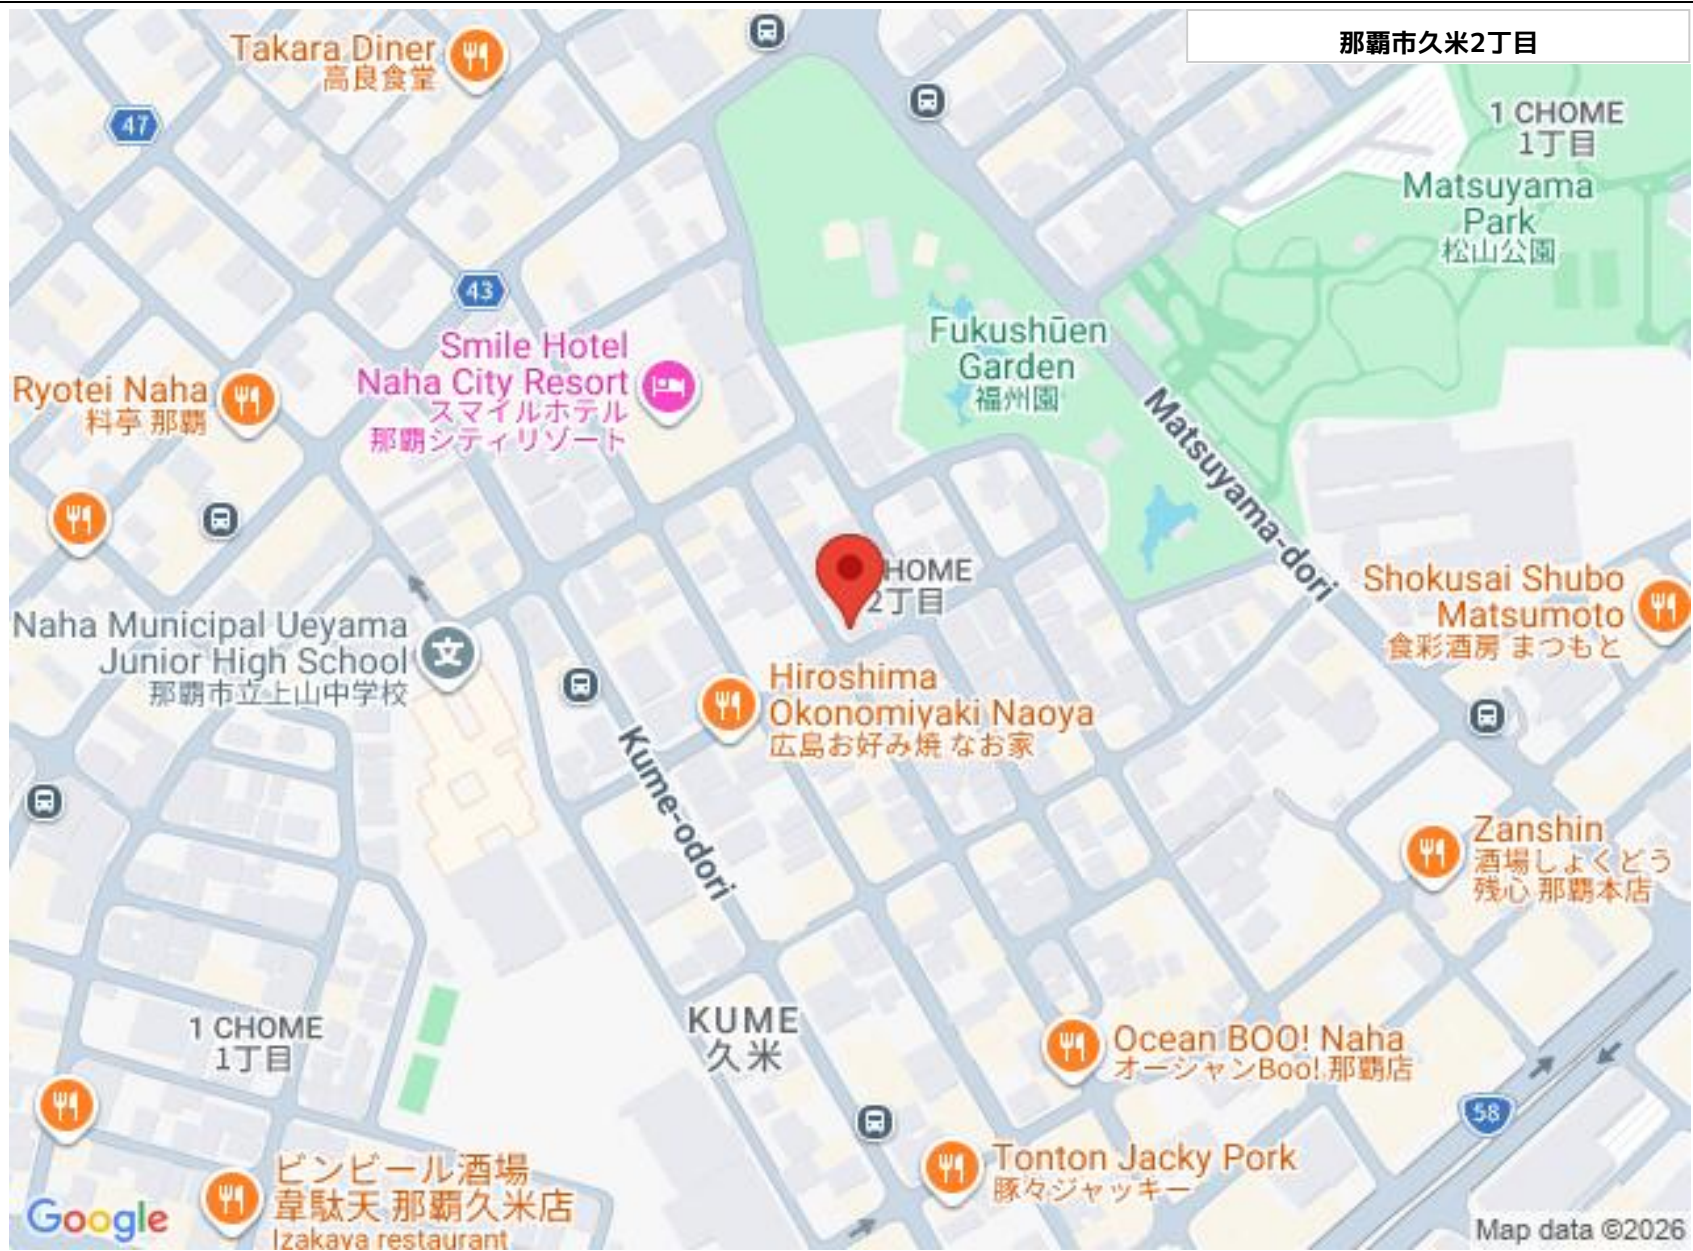 那覇市久米2丁目
Takara Diner
高良食堂
47
1 CHOME
1丁目
Matsuyama
Park
松山公園
43
Fukushūen
Garden
福州園
Smile Hotel
Naha City Resort
スマイルホテル
那覇シティリゾート
Ryotei Naha
料亭 那覇
Matsuyama-dori
HOME
2丁目
Shokusai Shubo
Matsumoto
食彩酒房 まつもと
Naha Municipal Ueyama
Junior High School
那覇市立上山中学校
文
Hiroshima
Okonomiyaki Naoya
広島お好み焼 なお家
Kume-odori
Zanshin
酒場しょくどう
残心 那覇本店
1 CHOME
1丁目
KUME
久米
Ocean BOO! Naha
オーシャンBoo! 那覇店
58
Tonton Jacky Pork
豚々ジャッキー
ビンビール酒場
韋駄天 那覇久米店
Izakaya restaurant
Google
Map data ©2026